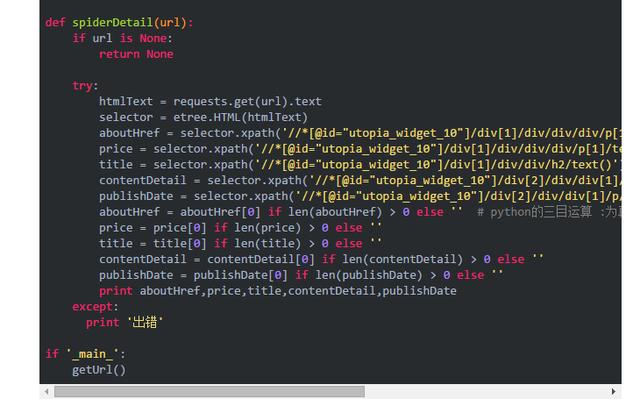 def spiderDetail(url):
if url is None:
return None
try:
htmlText = requests.get(url).text
selector = etree.HTML(htmlText)
aboutHref = selector.xpath('//*[@id="utopia_widget_10"]/div[1]/div/div/div/p[1
price = selector.xpath('//*[@id="utopia_widget_10"]/div[1]/div/div/div/p[1]/te
title = selector.xpath('//*[@id="utopia_widget_10"]/div[1]/div/div/h2/text()'
contentDetail = selector.xpath('//*[@id="utopia_widget_10"]/div[2]/div/div[1]/
publishDate = selector.xpath('//*[@id="utopia_widget_10"]/div[2]/div/div[1]/p/
aboutHref = aboutHref[0] if len(aboutHref) > 0 else '' # python的三目运算 :为
price = price[0] if len(price) > 0 else ''
title = title[0] if len(title) > 0 else ''
contentDetail = contentDetail[0] if len(contentDetail) > 0 else ''
publishDate = publishDate[0] if len(publishDate) > 0 else ''
print aboutHref,price,title,contentDetail,publishDate
except:
print '出错'
if '_main_':
getUrl()